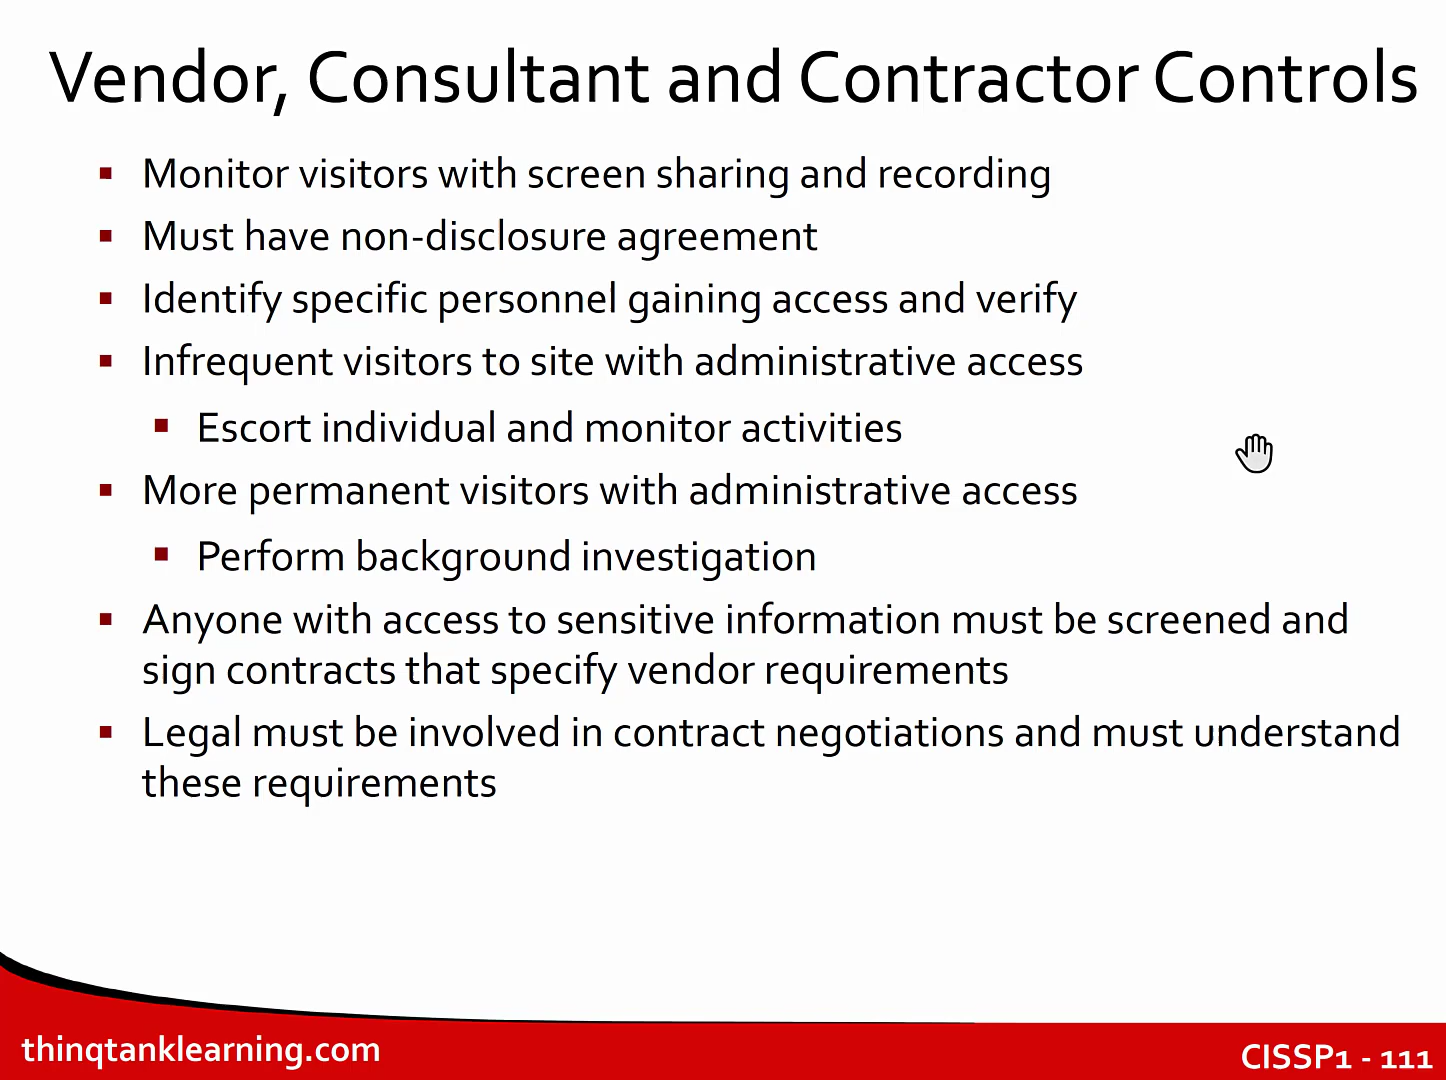 Vendor, Consultant and Contractor Controls
Monitor visitors with screen sharing and recording
Must have non-disclosure agreement
Identify specific personnel gaining access and verify
Infrequent visitors to site with administrative access
Escort individual and monitor activities
More permanent visitors with administrative access
Perform background investigation
Anyone with access to sensitive information must be screened and
sign contracts that specify vendor requirements
Legal must be involved in contract negotiations and must understand
these requirements
thinqtanklearning.com
CISSP1 - 111